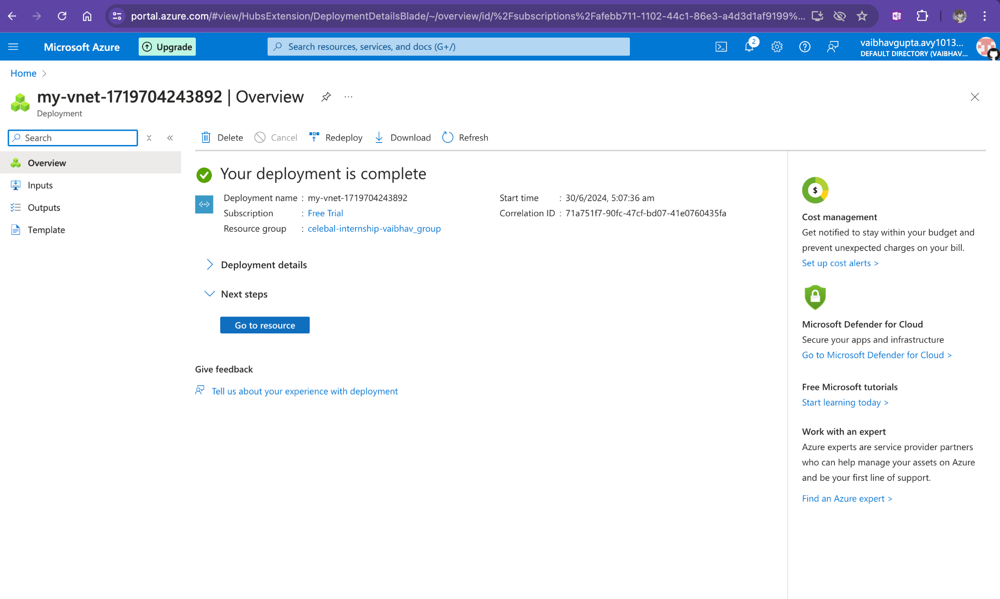 portal.azure.com/#view/HubsExtension/DeploymentDetailsBlade/~/overview/id/%2Fsubscriptions%2Fafebb711-1102-44c1-86e3-a4d3d1af9199%...
Microsoft Azure
Upgrade
Search resources, services, and docs (G+/)
2
vaibhavgupta.avy1013...
DEFAULT DIRECTORY (VAIBHAV...
Home
my-vnet-1719704243892 | Overview
...
Deployment
Search
Delete
Cancel
Redeploy
Download
Refresh
Overview
Inputs
Outputs
Template
Your deployment is complete
Deployment name : my-vnet-1719704243892
Subscription : Free Trial
Resource group : celebal-internship-vaibhav_group
Start time : 30/6/2024, 5:07:36 am
Correlation ID : 71a751f7-90fc-47cf-bd07-41e0760435fa
Deployment details
Next steps
Go to resource
Give feedback
Tell us about your experience with deployment
$
Cost management
Get notified to stay within your budget and
prevent unexpected charges on your bill.
Set up cost alerts >
Microsoft Defender for Cloud
Secure your apps and infrastructure
Go to Microsoft Defender for Cloud >
Free Microsoft tutorials
Start learning today >
Work with an expert
Azure experts are service provider partners
who can help manage your assets on Azure
and be your first line of support.
Find an Azure expert >